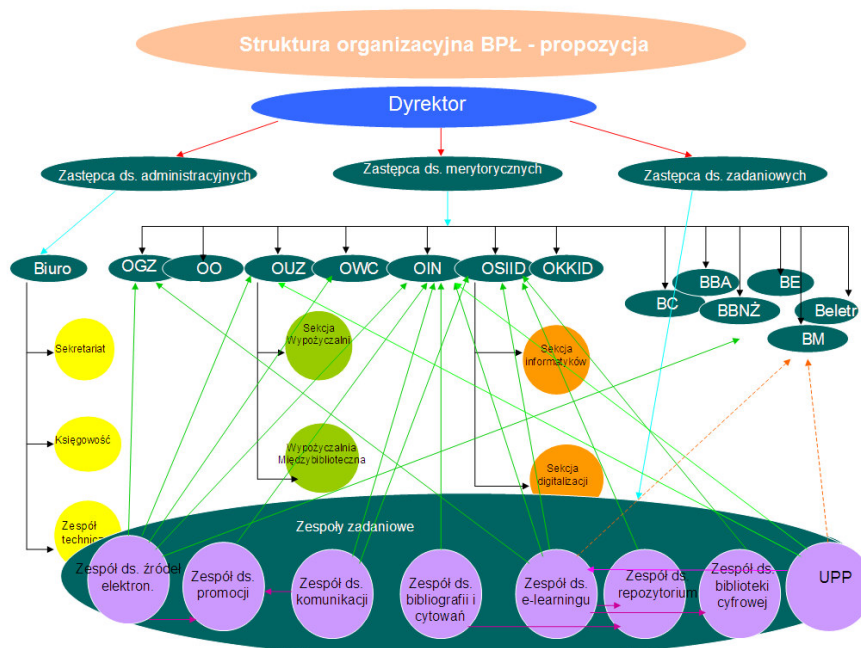 Struktura organizacyjna BPŁ - propozycja
Dyrektor
Zastępca ds. administracyjnych
Zastępca ds. merytorycznych
Zastępca ds. zadaniowych
Biuro
OGZ
OO
OUZ
OWC
OIN
OSIID
OKKID
BC
BBA
BBNŻ
BE
Beletr
BM
Sekretariat
Księgowość
Zespół
technicz
Sekcja
Wypożyczalni
Wypożyczalnia
Międzybiblioteczna
Sekcja
informatyków
Sekcja
digitalizacji
Zespoły zadaniowe
Zespół ds. źródeł
elektron.
Zespół ds.
promocji
Zespół ds.
komunikacji
Zespół ds.
bibliografii i
cytowań
Zespół ds.
e-learningu
Zespół ds
repozytorium
Zespół ds.
biblioteki
cyfrowej
UPP